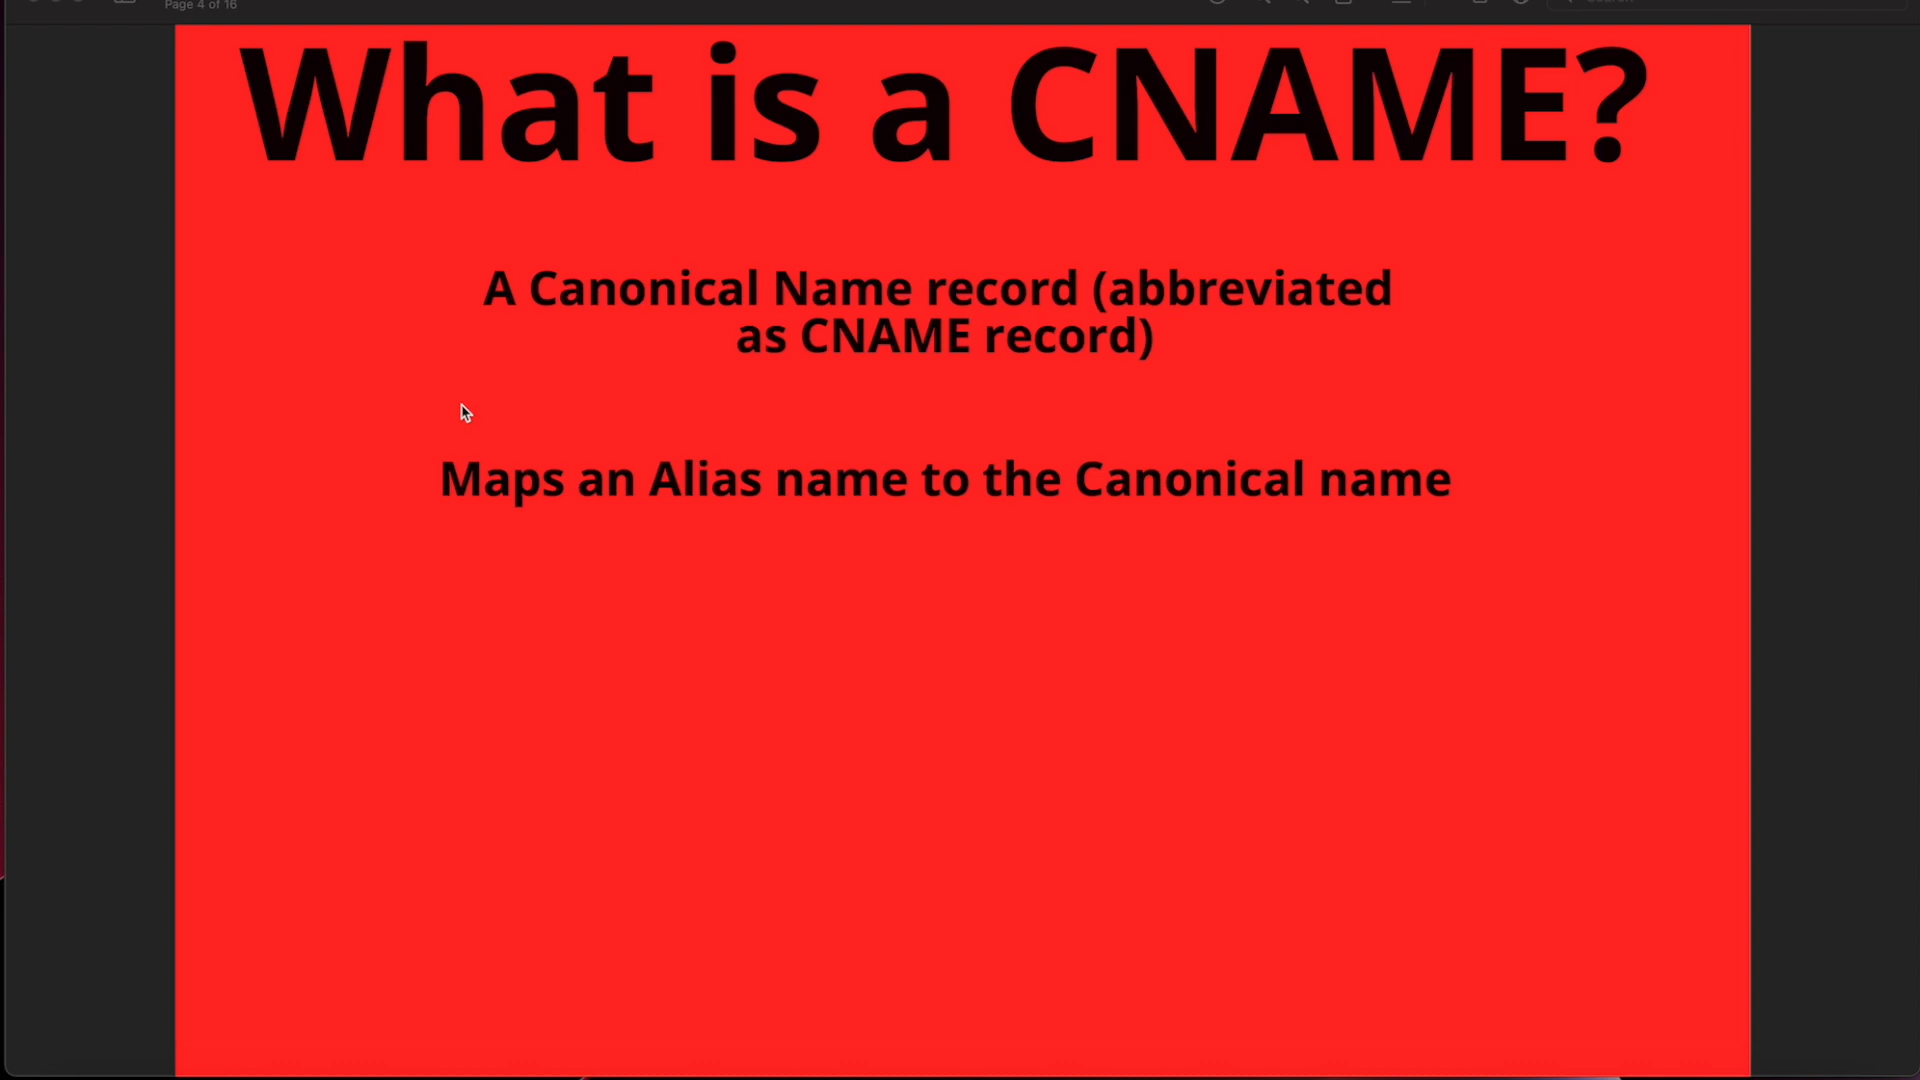 Page 4 of 16
What is a CNAME?
A Canonical Name record (abbreviated
as CNAME record)
Maps an Alias name to the Canonical name